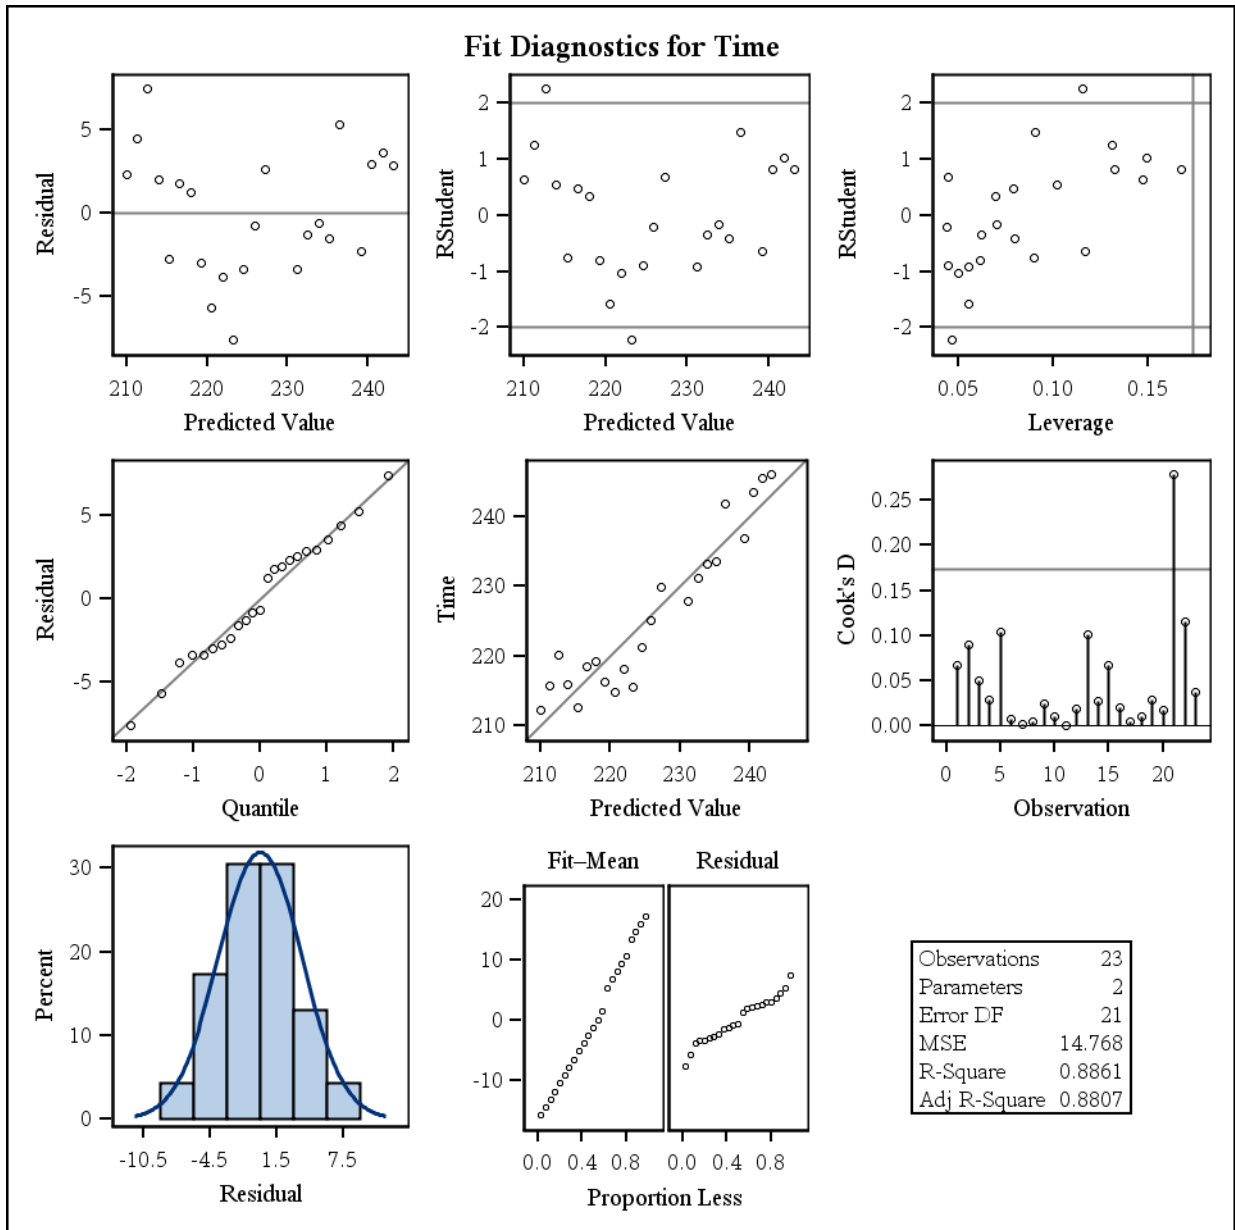 Fit Diagnostics for Time
Residual
5
0
-5
210 220 230 240
Predicted Value
RStudent
2
1
0
-1
-2
210 220 230 240
Predicted Value
RStudent
2
1
0
-1
-2
0.05 0.10 0.15
Leverage
Residual
5
0
-5
-2 -1 0 1 2
Quantile
Time
240
230
220
210
210 220 230 240
Predicted Value
Cook's D
0.25
0.20
0.15
0.10
0.05
0.00
0 5 10 15 20
Observation
Percent
30
20
10
0
-10.5 -4.5 1.5 7.5
Residual
Fit–Mean Residual
20
10
0
-10
0.0 0.4 0.8 0.0 0.4 0.8
Proportion Less
Observations 23
Parameters 2
Error DF 21
MSE 14.768
R-Square 0.8861
Adj R-Square 0.8807